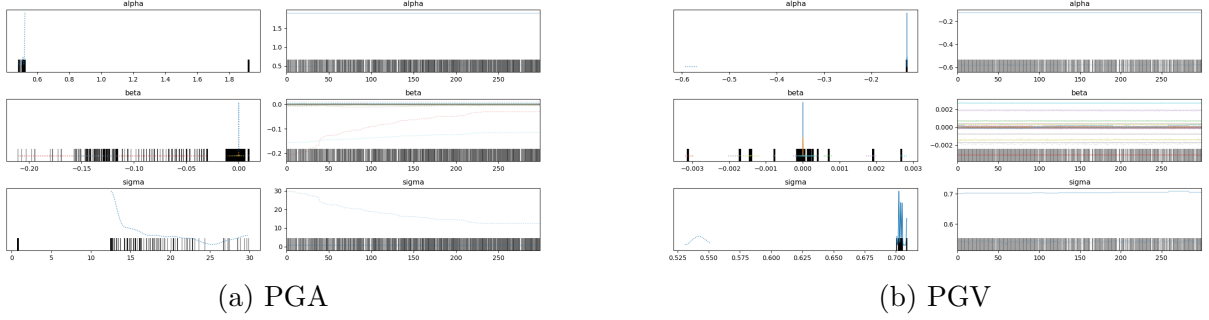 alpha
alpha
1.5
1.0
0.5
0.6 0.8 1.0 1.2 1.4 1.6 1.8
0 50 100 150 200 250
beta
beta
0.0
−0.1
−0.2
−0.20 −0.15 −0.10 −0.05 0.00
0 50 100 150 200 250
sigma
sigma
30
20
10
0
0 5 10 15 20 25 30
0 50 100 150 200 250
(a) PGA
alpha
alpha
−0.2
−0.4
−0.6
−0.6 −0.5 −0.4 −0.3 −0.2
0 50 100 150 200 250
beta
beta
0.002
0.000
−0.002
−0.003 −0.002 −0.001 0.000 0.001 0.002 0.003
0 50 100 150 200 250
sigma
sigma
0.7
0.6
0.525 0.550 0.575 0.600 0.625 0.650 0.675 0.700
0 50 100 150 200 250
(b) PGV